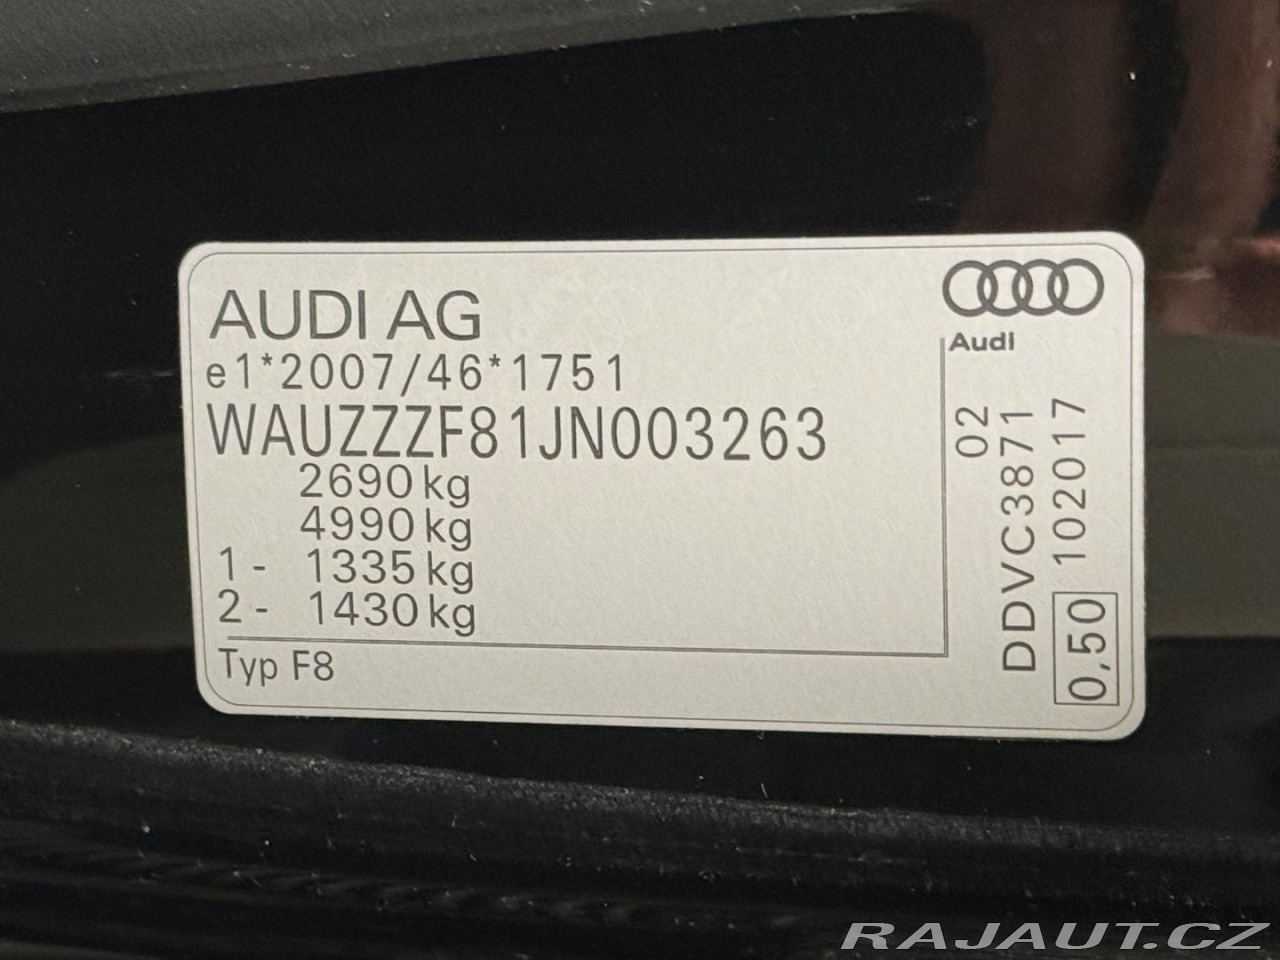 AUDI AG
e1*2007/46*1751
WAUZZZF81JN003263
2690 kg
4990 kg
1- 1335 kg
2- 1430 kg
Typ F8
Audi
02
DDVC3871
0,50 102017
RAJAUT.CZ